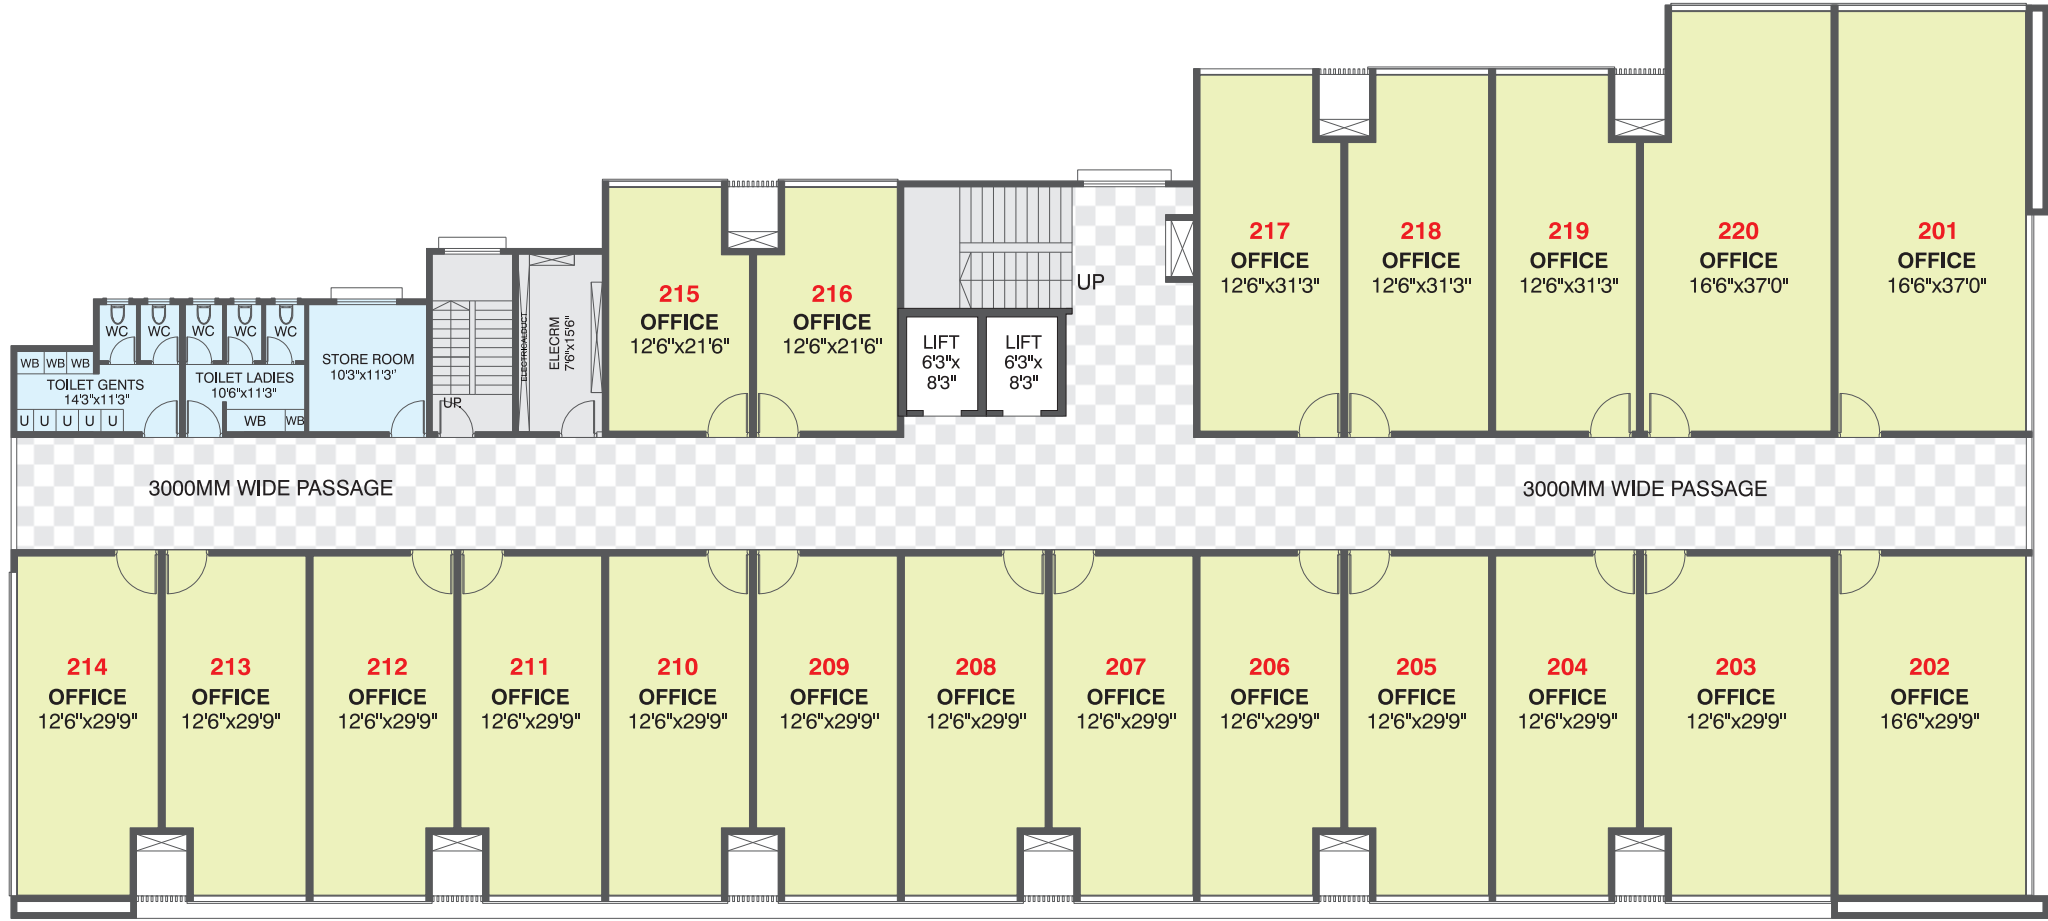 217
OFFICE
12'6"x31'3"
218
OFFICE
12'6"x31'3"
219
OFFICE
12'6"x31'3"
220
OFFICE
16'6"x37'0"
201
OFFICE
16'6"x37'0"
215
OFFICE
12'6"x21'6"
216
OFFICE
12'6"x21'6"
UP
LIFT
6'3"x
8'3"
LIFT
6'3"x
8'3"
WC
WC
WC
WC
WC
WB WB WB
TOILET GENTS
14'3"x11'3"
U U U U U
TOILET LADIES
10'6"x11'3"
WB WB
STORE ROOM
10'3"x11'3"
UP
ELECTRICALDUCT
ELECRM
7'6"x15'6"
3000MM WIDE PASSAGE
3000MM WIDE PASSAGE
214
OFFICE
12'6"x29'9"
213
OFFICE
12'6"x29'9"
212
OFFICE
12'6"x29'9"
211
OFFICE
12'6"x29'9"
210
OFFICE
12'6"x29'9"
209
OFFICE
12'6"x29'9"
208
OFFICE
12'6"x29'9"
207
OFFICE
12'6"x29'9"
206
OFFICE
12'6"x29'9"
205
OFFICE
12'6"x29'9"
204
OFFICE
12'6"x29'9"
203
OFFICE
12'6"x29'9"
202
OFFICE
16'6"x29'9"